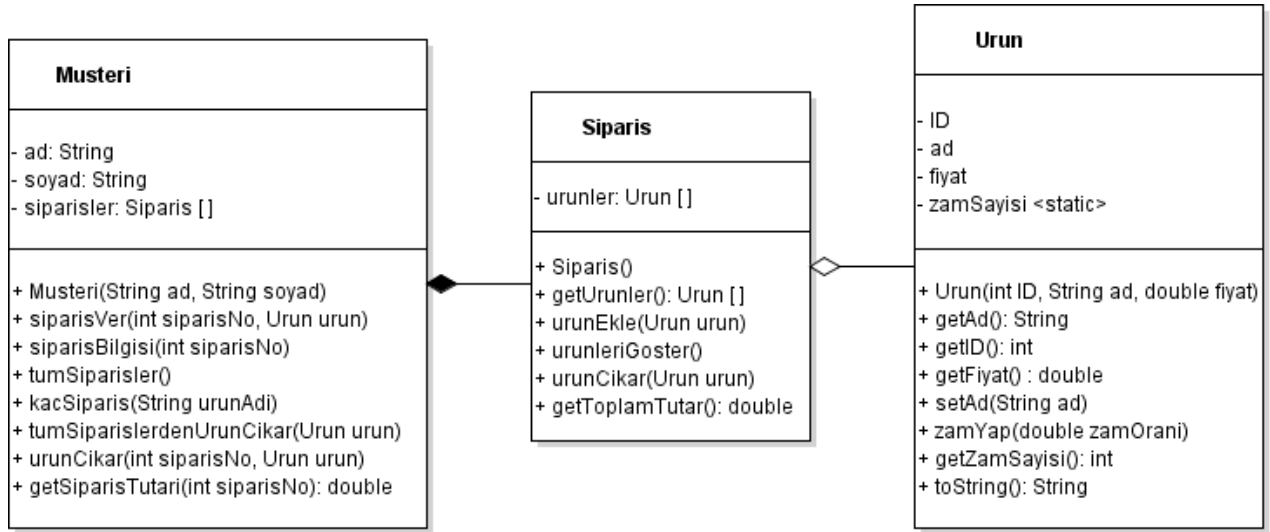 Musteri
- ad: String
- soyad: String
- siparisler: Siparis [ ]
+ Musteri(String ad, String soyad)
+ siparisVer(int siparisNo, Urun urun)
+ siparisBilgisi(int siparisNo)
+ tumSiparisler()
+ kacSiparis(String urunAdi)
+ tumSiparislerdenUrunCikar(Urun urun)
+ urunCikar(int siparisNo, Urun urun)
+ getSiparisTutari(int siparisNo): double
Siparis
- urunler: Urun [ ]
+ Siparis()
+ getUrunler(): Urun [ ]
+ urunEkle(Urun urun)
+ urunleriGoster()
+ urunCikar(Urun urun)
+ getToplamTutar(): double
Urun
- ID
- ad
- fiyat
- zamSayisi <static>
+ Urun(int ID, String ad, double fiyat)
+ getAd(): String
+ getID(): int
+ getFiyat() : double
+ setAd(String ad)
+ zamYap(double zamOrani)
+ getZamSayisi(): int
+ toString(): String